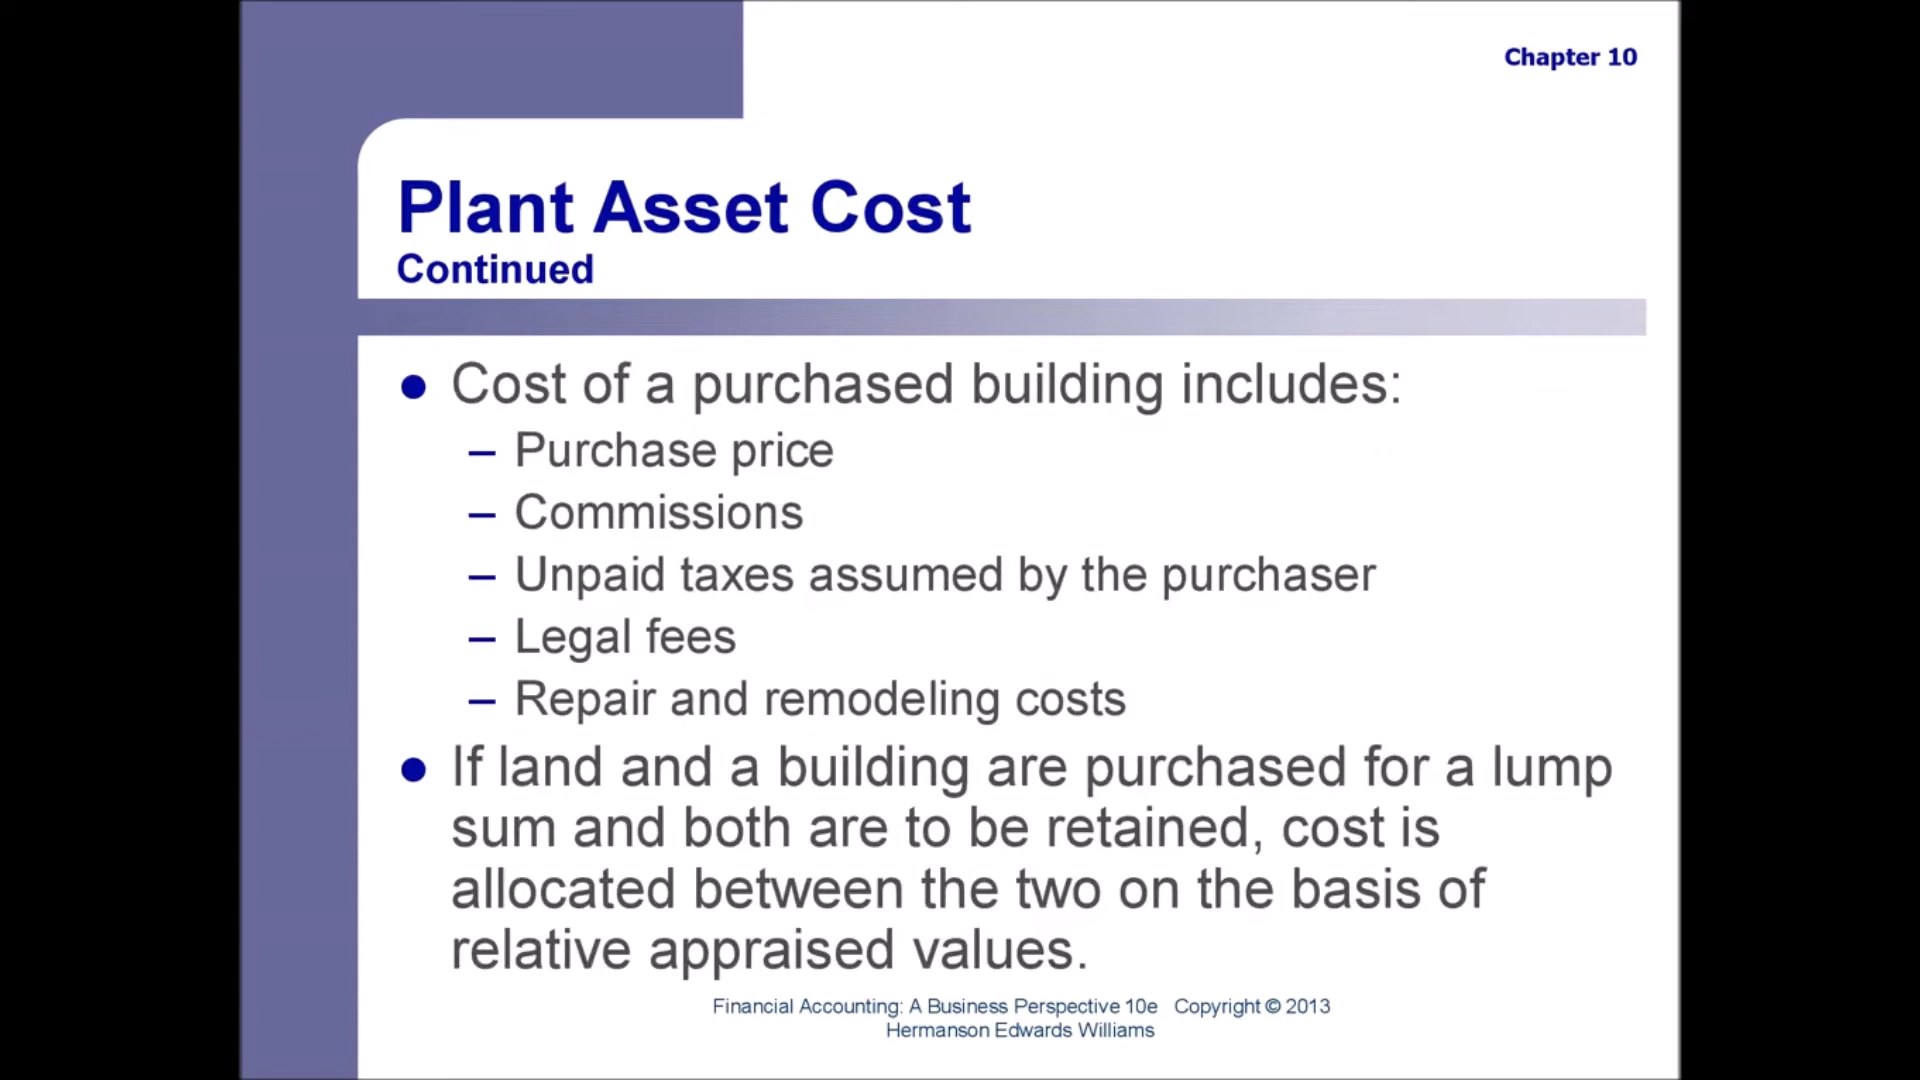 Chapter 10
Plant Asset Cost
Continued
● Cost of a purchased building includes:
– Purchase price
– Commissions
– Unpaid taxes assumed by the purchaser
– Legal fees
– Repair and remodeling costs
● If land and a building are purchased for a lump
sum and both are to be retained, cost is
allocated between the two on the basis of
relative appraised values.
Financial Accounting: A Business Perspective 10e Copyright © 2013
Hermanson Edwards Williams